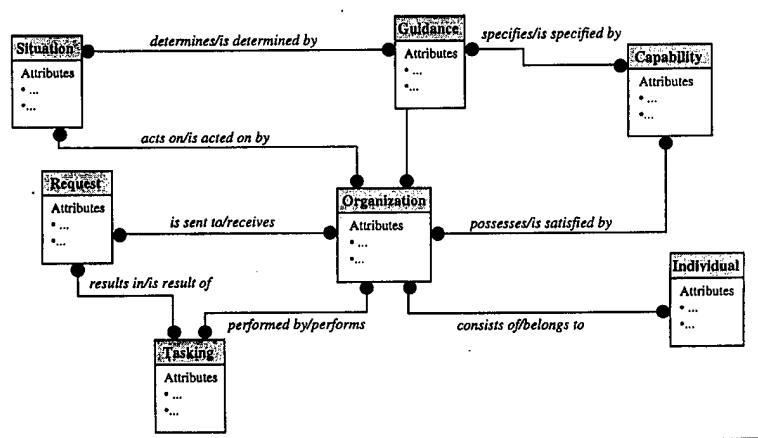 Guidance
Attributes
• ...
•...
Situation
Attributes
• ...
•...
determines/is determined by
specifies/is specified by
Capability
Attributes
• ...
•...
acts on/is acted on by
Request
Attributes
• ...
•...
is sent to/receives
Organization
Attributes
• ...
•...
possesses/is satisfied by
Individual
Attributes
• ...
•...
results in/is result of
performed by/performs
consists of/belongs to
Tasking
Attributes
• ...
•...